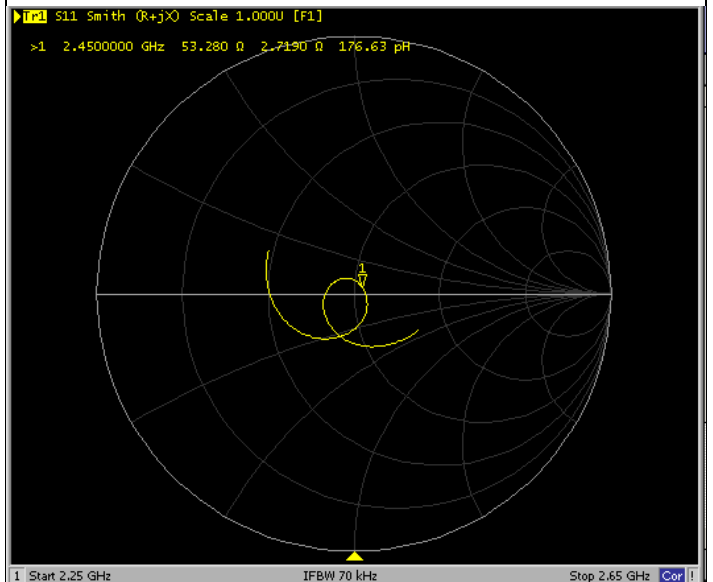 Tr1 S11 Smith (R+jX) Scale 1.000U [F1]
>1 2.4500000 GHz 53.280 Ω 2.7190 Ω 176.63 pH
1
1 Start 2.25 GHz IFBW 70 kHz Stop 2.65 GHz Cor !